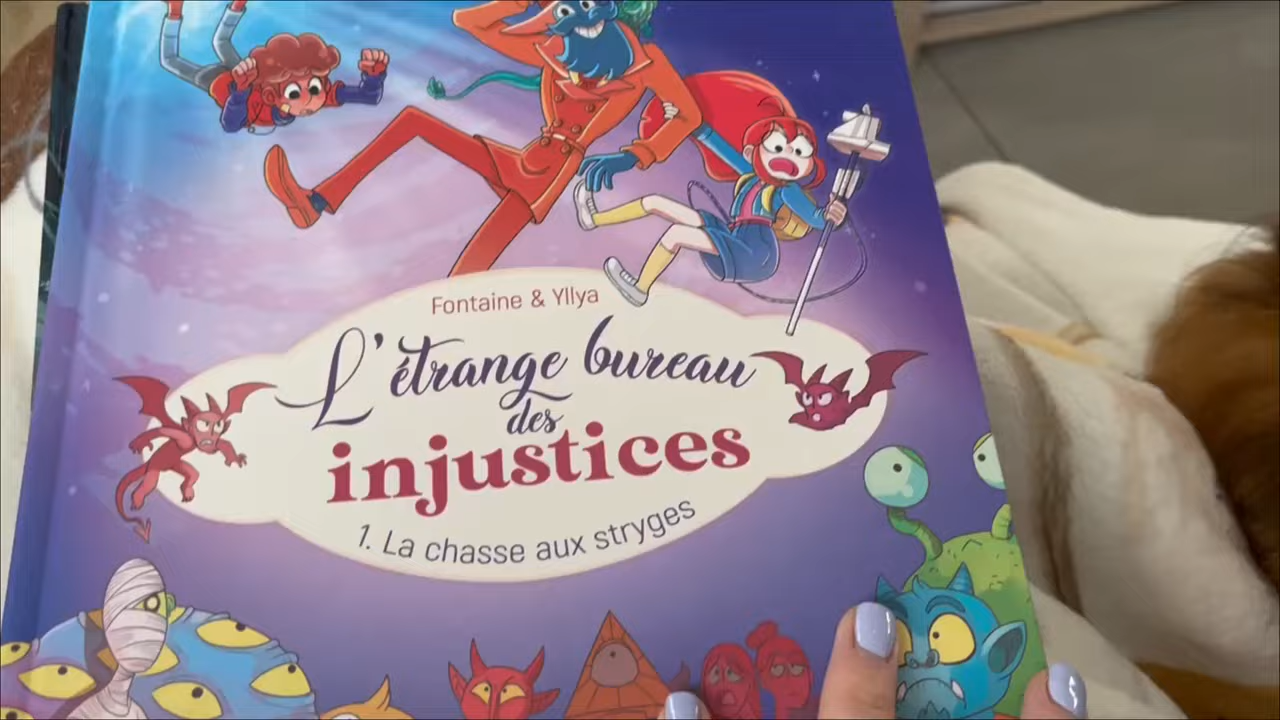 Fontaine & Yllya
L'étrange bureau
des
injustices
1. La chasse aux stryges